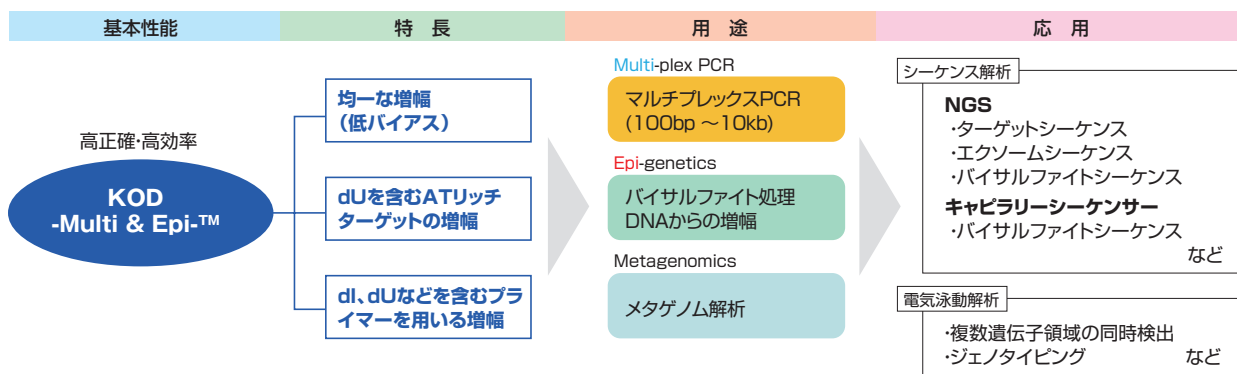 基本性能
特　長
用　途
応　用
高正確・高効率
KOD
-Multi & Epi-™
均一な増幅
（低バイアス）
dUを含むATリッチ
ターゲットの増幅
dI、dUなどを含むプラ
イマーを用いる増幅
Multi-plex PCR
マルチプレックスPCR
(100bp ～10kb)
Epi-genetics
バイサルファイト処理
DNAからの増幅
Metagenomics
メタゲノム解析
シーケンス解析
NGS
・ターゲットシーケンス
・エクソームシーケンス
・バイサルファイトシーケンス
キャピラリーシーケンサー
・バイサルファイトシーケンス
など
電気泳動解析
・複数遺伝子領域の同時検出
・ジェノタイピング　など